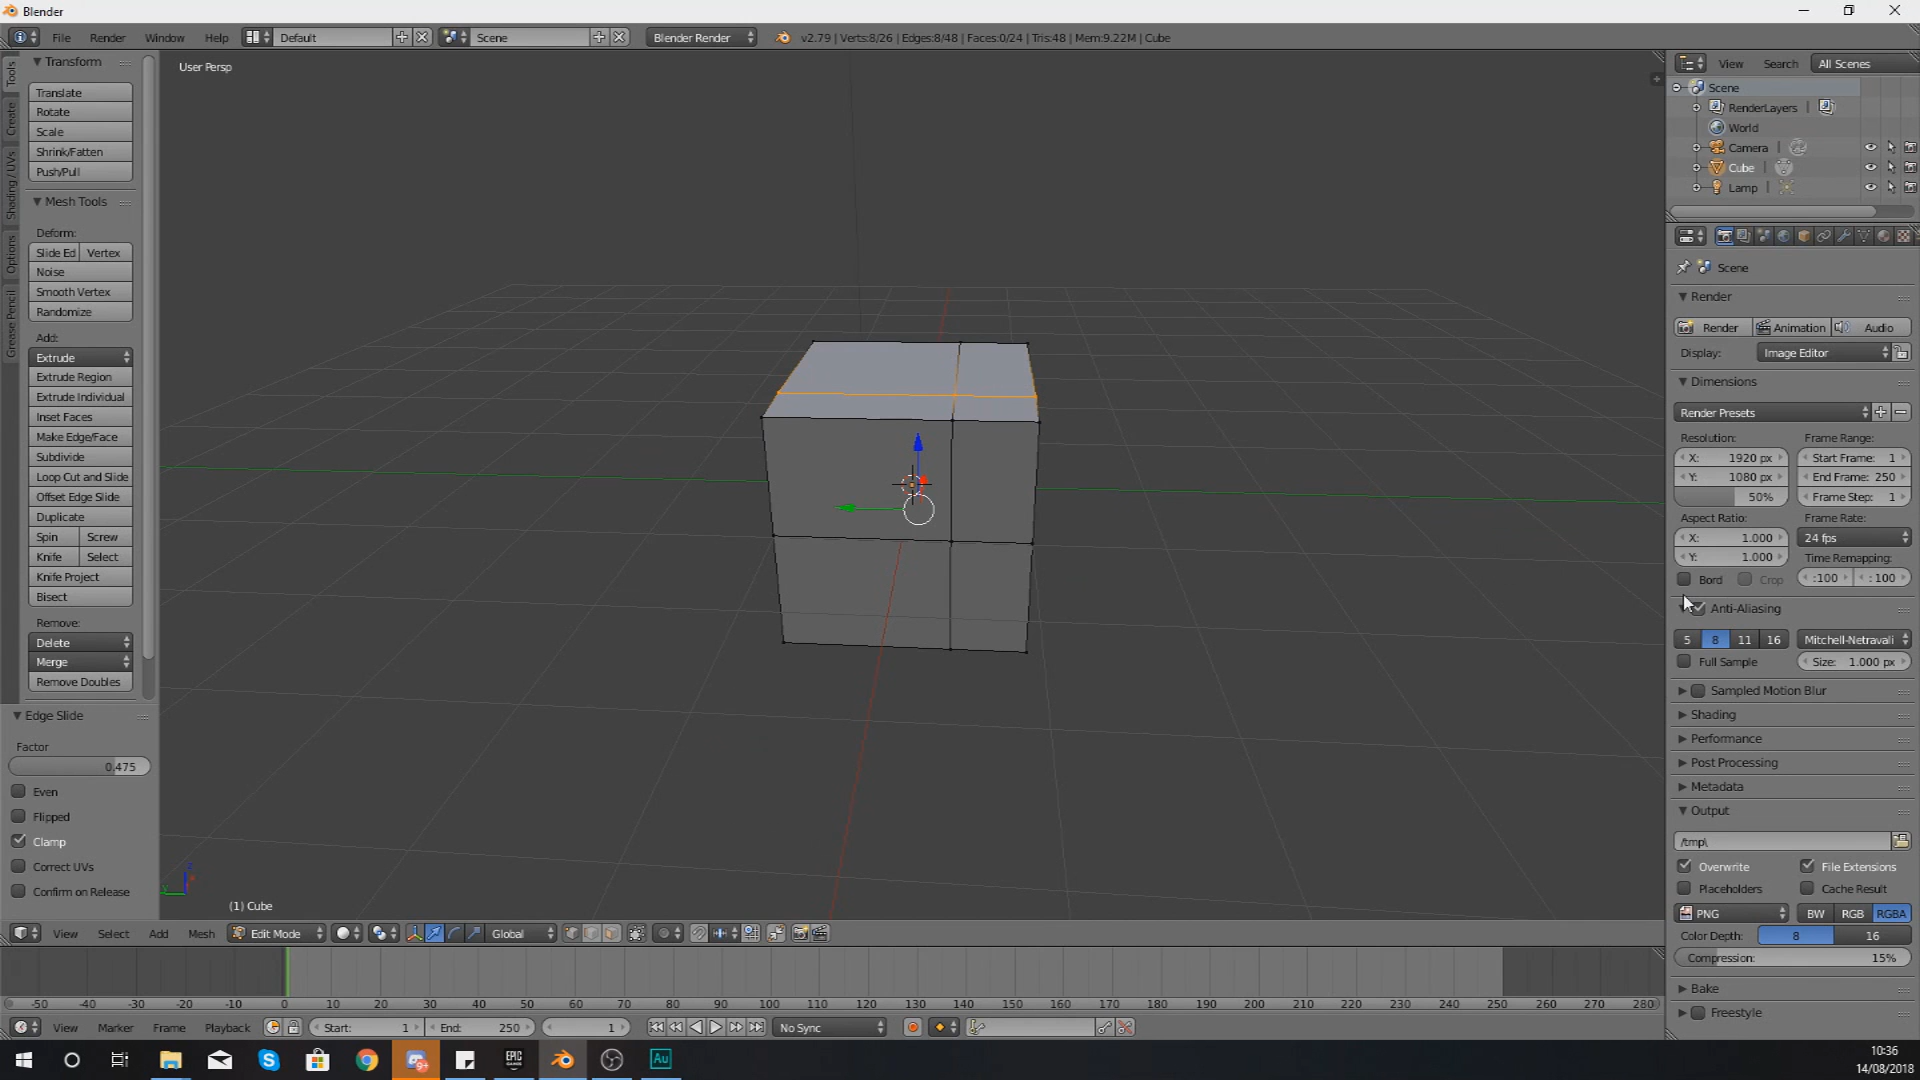 Blender
File Render Window Help Default Scene Blender Render v2.79 | Verts:8/26 | Edges:8/48 | Faces:0/24 | Tris:48 | Mem:9.22M | Cube
Tools
Create
Shading / UVs
Options
Grease Pencil
Transform
Translate
Rotate
Scale
Shrink/Fatten
Push/Pull
Mesh Tools
Deform:
Slide Ed Vertex
Noise
Smooth Vertex
Randomize
Add:
Extrude
Extrude Region
Extrude Individual
Inset Faces
Make Edge/Face
Subdivide
Loop Cut and Slide
Offset Edge Slide
Duplicate
Spin Screw
Knife Select
Knife Project
Bisect
Remove:
Delete
Merge
Remove Doubles
Edge Slide
Factor
0.475
Even
Flipped
Clamp
Correct UVs
Confirm on Release
User Persp
(1) Cube
View Select Add Mesh Edit Mode Global
View Search All Scenes
Scene
RenderLayers
World
Camera
Cube
Lamp
Scene
Render
Render Animation Audio
Display: Image Editor
Dimensions
Render Presets
Resolution: Frame Range:
X: 1920 px Start Frame: 1
Y: 1080 px End Frame: 250
50% Frame Step: 1
Aspect Ratio: Frame Rate:
X: 1.000 24 fps
Y: 1.000 Time Remapping:
Bord Crop :100 :100
Anti-Aliasing
5 8 11 16 Mitchell-Netravali
Full Sample Size: 1.000 px
Sampled Motion Blur
Shading
Performance
Post Processing
Metadata
Output
/tmp\
Overwrite File Extensions
Placeholders Cache Result
PNG BW RGB RGBA
Color Depth: 8 16
Compression: 15%
Bake
Freestyle
-50 -40 -30 -20 -10 0 10 20 30 40 50 60 70 80 90 100 110 120 130 140 150 160 170 180 190 200 210 220 230 240 250 260 270 280
View Marker Frame Playback Start: 1 End: 250 1 No Sync
EPIC GAMES
Au
9+
10:36
14/08/2018